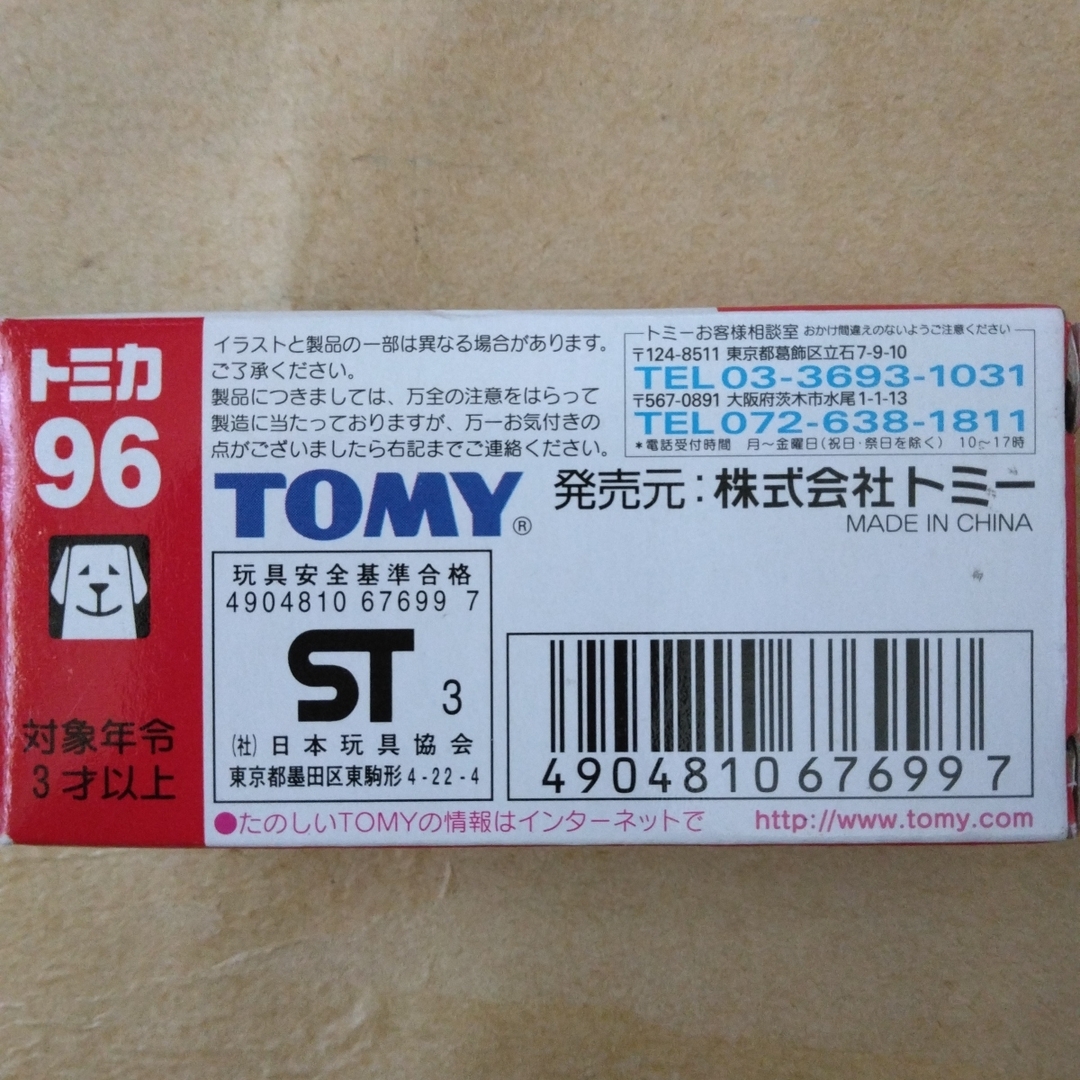 トミカ
96
対象年令
3才以上
イラストと製品の一部は異なる場合があります。
ご了承ください。
製品につきましては、万全の注意をはらって
製造に当たっておりますが、万一お気付きの
点がございましたら右記までご連絡ください。
トミーお客様相談室 おかけ間違えのないようご注意ください
〒124-8511 東京都葛飾区立石7-9-10
TEL03-3693-1031
〒567-0891 大阪府茨木市水尾1-1-13
TEL072-638-1811
*電話受付時間 月~金曜日(祝日・祭日を除く) 10~17時
TOMY®
発売元:株式会社トミー
MADE IN CHINA
玩具安全基準合格
4904810 67699 7
ST 3
(社)日本玩具協会
東京都墨田区東駒形4-22-4
4904810676997
●たのしいTOMYの情報はインターネットで http://www.tomy.com